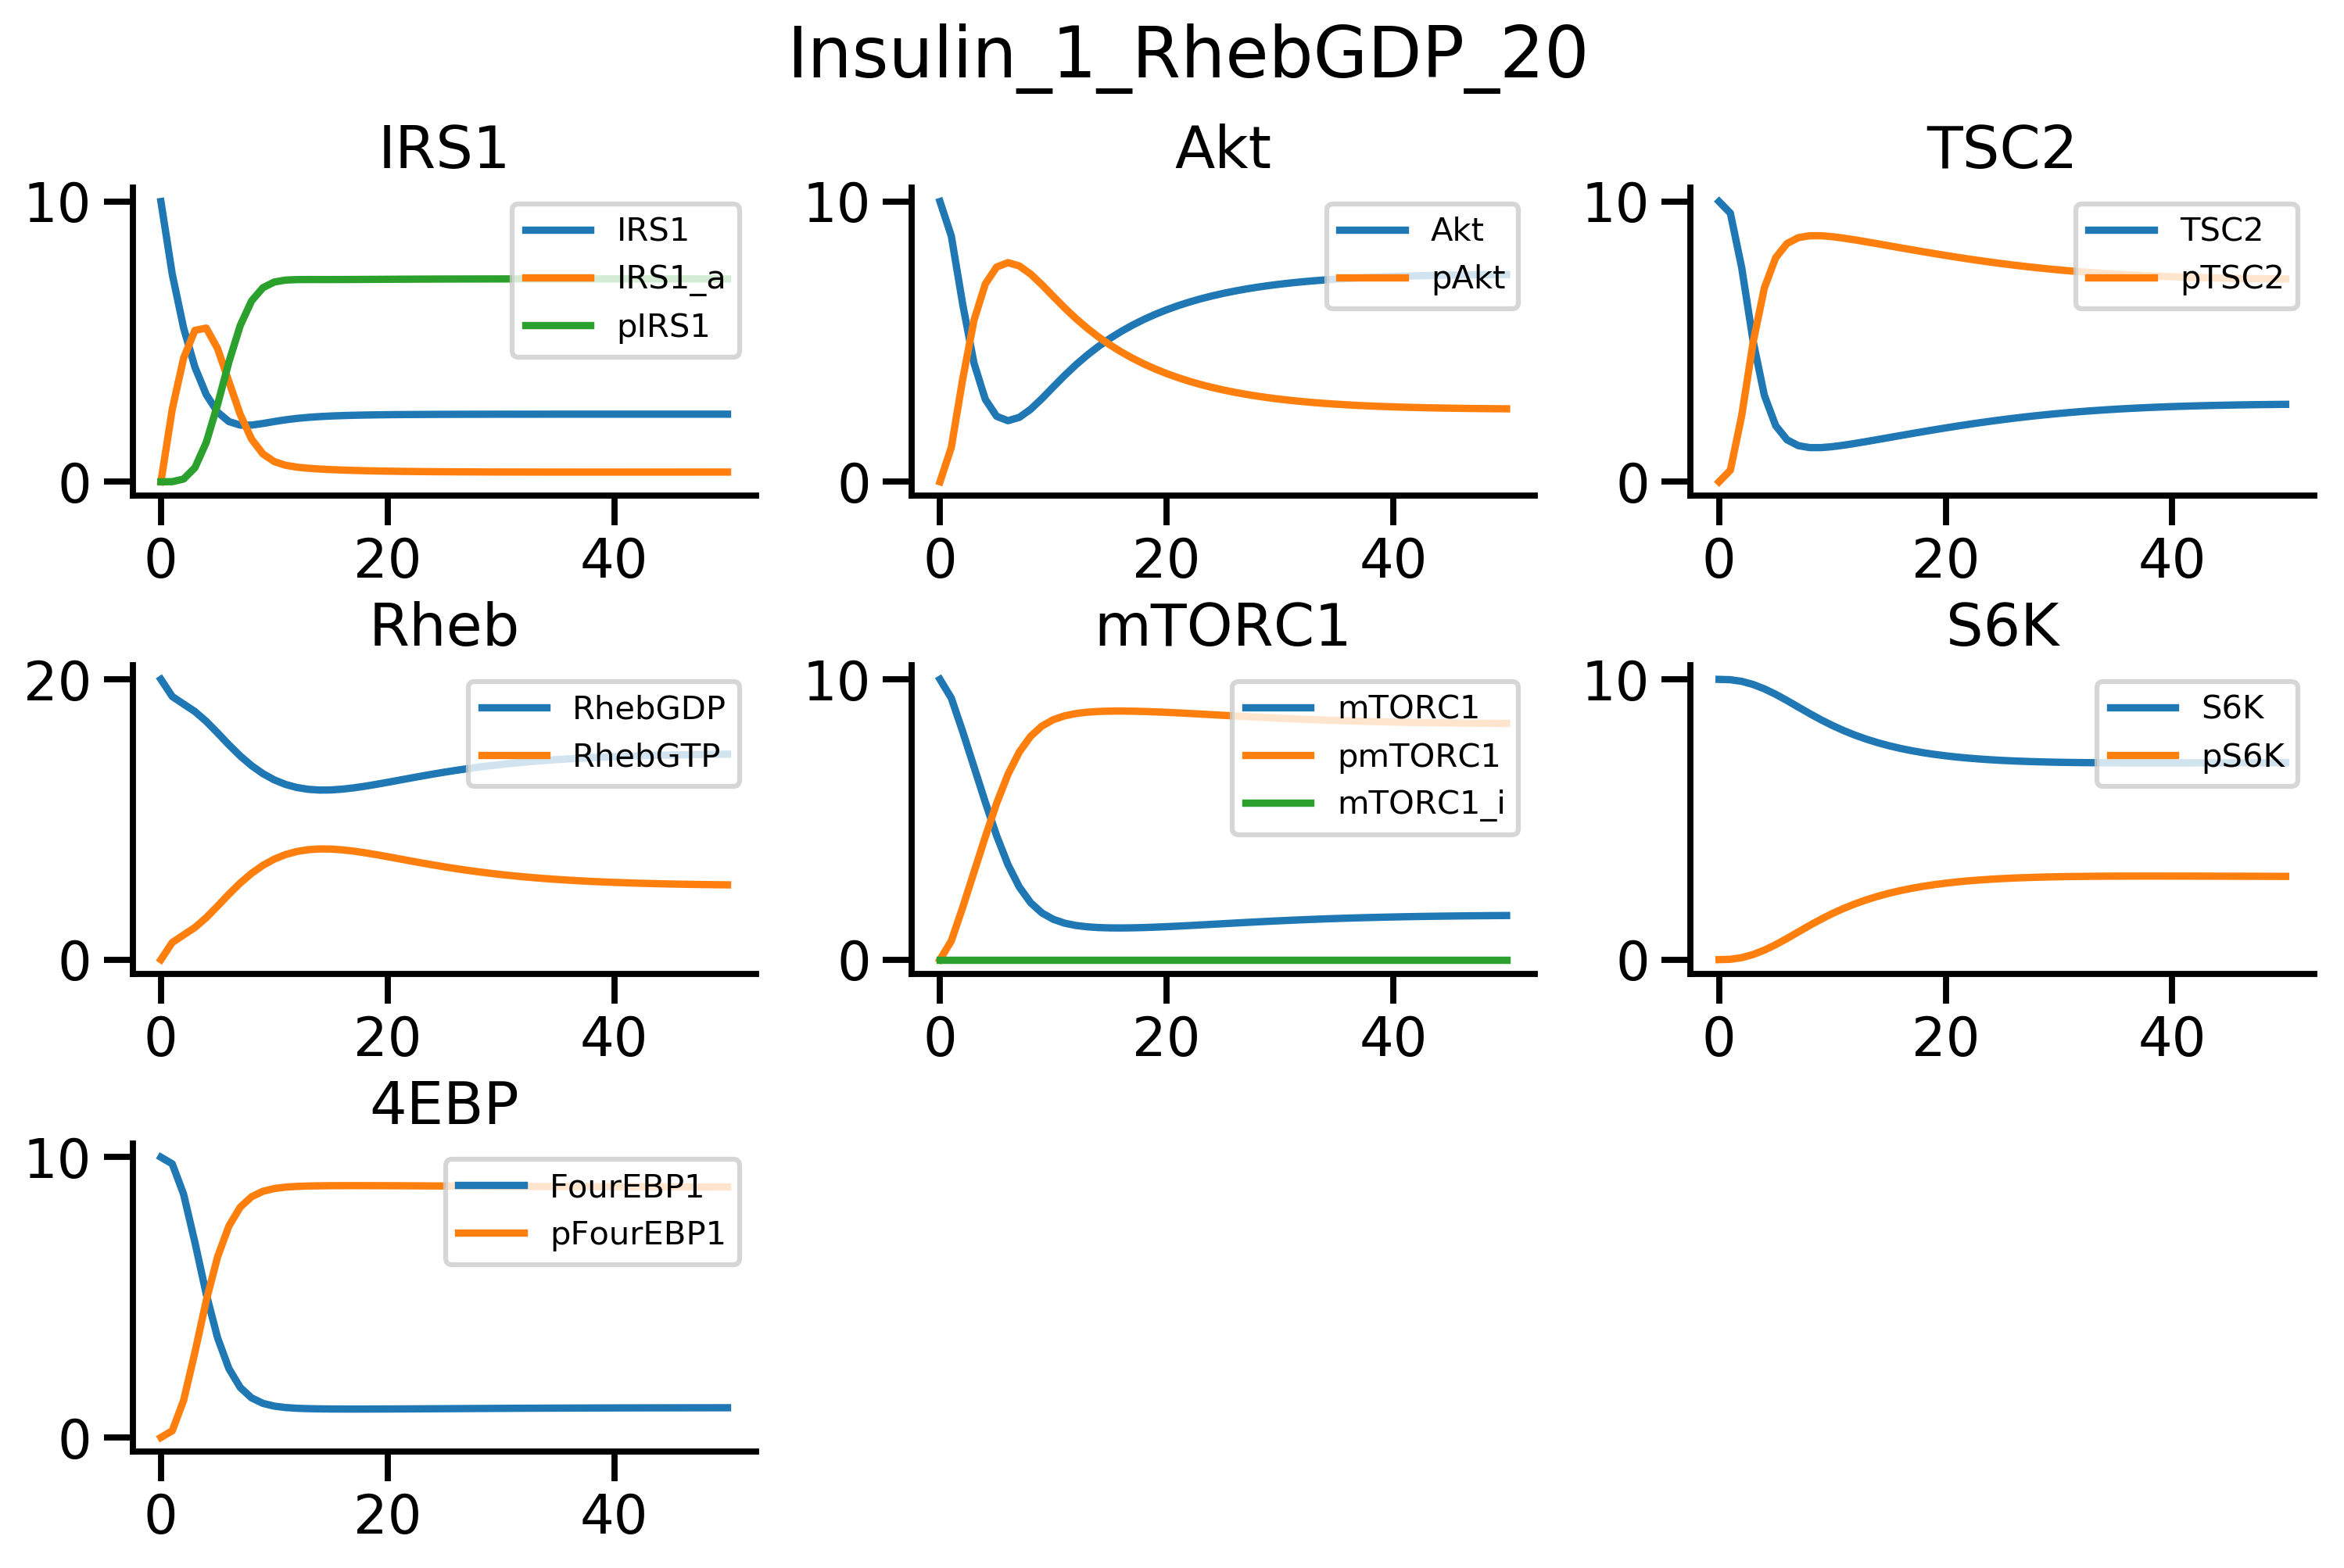 Insulin_1_RhebGDP_20
IRS1
10
0
0 20 40
IRS1
IRS1_a
pIRS1
Akt
10
0
0 20 40
Akt
pAkt
TSC2
10
0
0 20 40
TSC2
pTSC2
Rheb
20
0
0 20 40
RhebGDP
RhebGTP
mTORC1
10
0
0 20 40
mTORC1
pmTORC1
mTORC1_i
S6K
10
0
0 20 40
S6K
pS6K
4EBP
10
0
0 20 40
FourEBP1
pFourEBP1